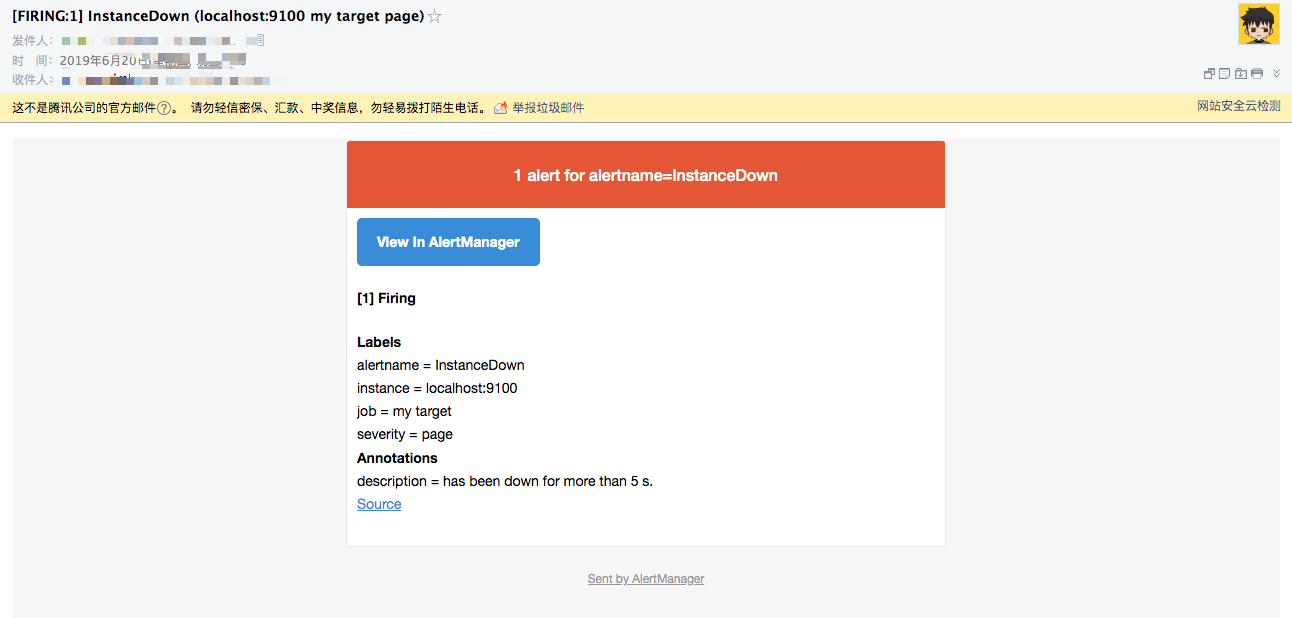 [FIRING:1] InstanceDown (localhost:9100 my target page)
发件人：
时 间：2019年6月20日
收件人：
这不是腾讯公司的官方邮件?。 请勿轻信密保、汇款、中奖信息，勿轻易拨打陌生电话。 举报垃圾邮件
网站安全云检测
1 alert for alertname=InstanceDown
View In AlertManager
[1] Firing
Labels
alertname = InstanceDown
instance = localhost:9100
job = my target
severity = page
Annotations
description = has been down for more than 5 s.
Source
Sent by AlertManager